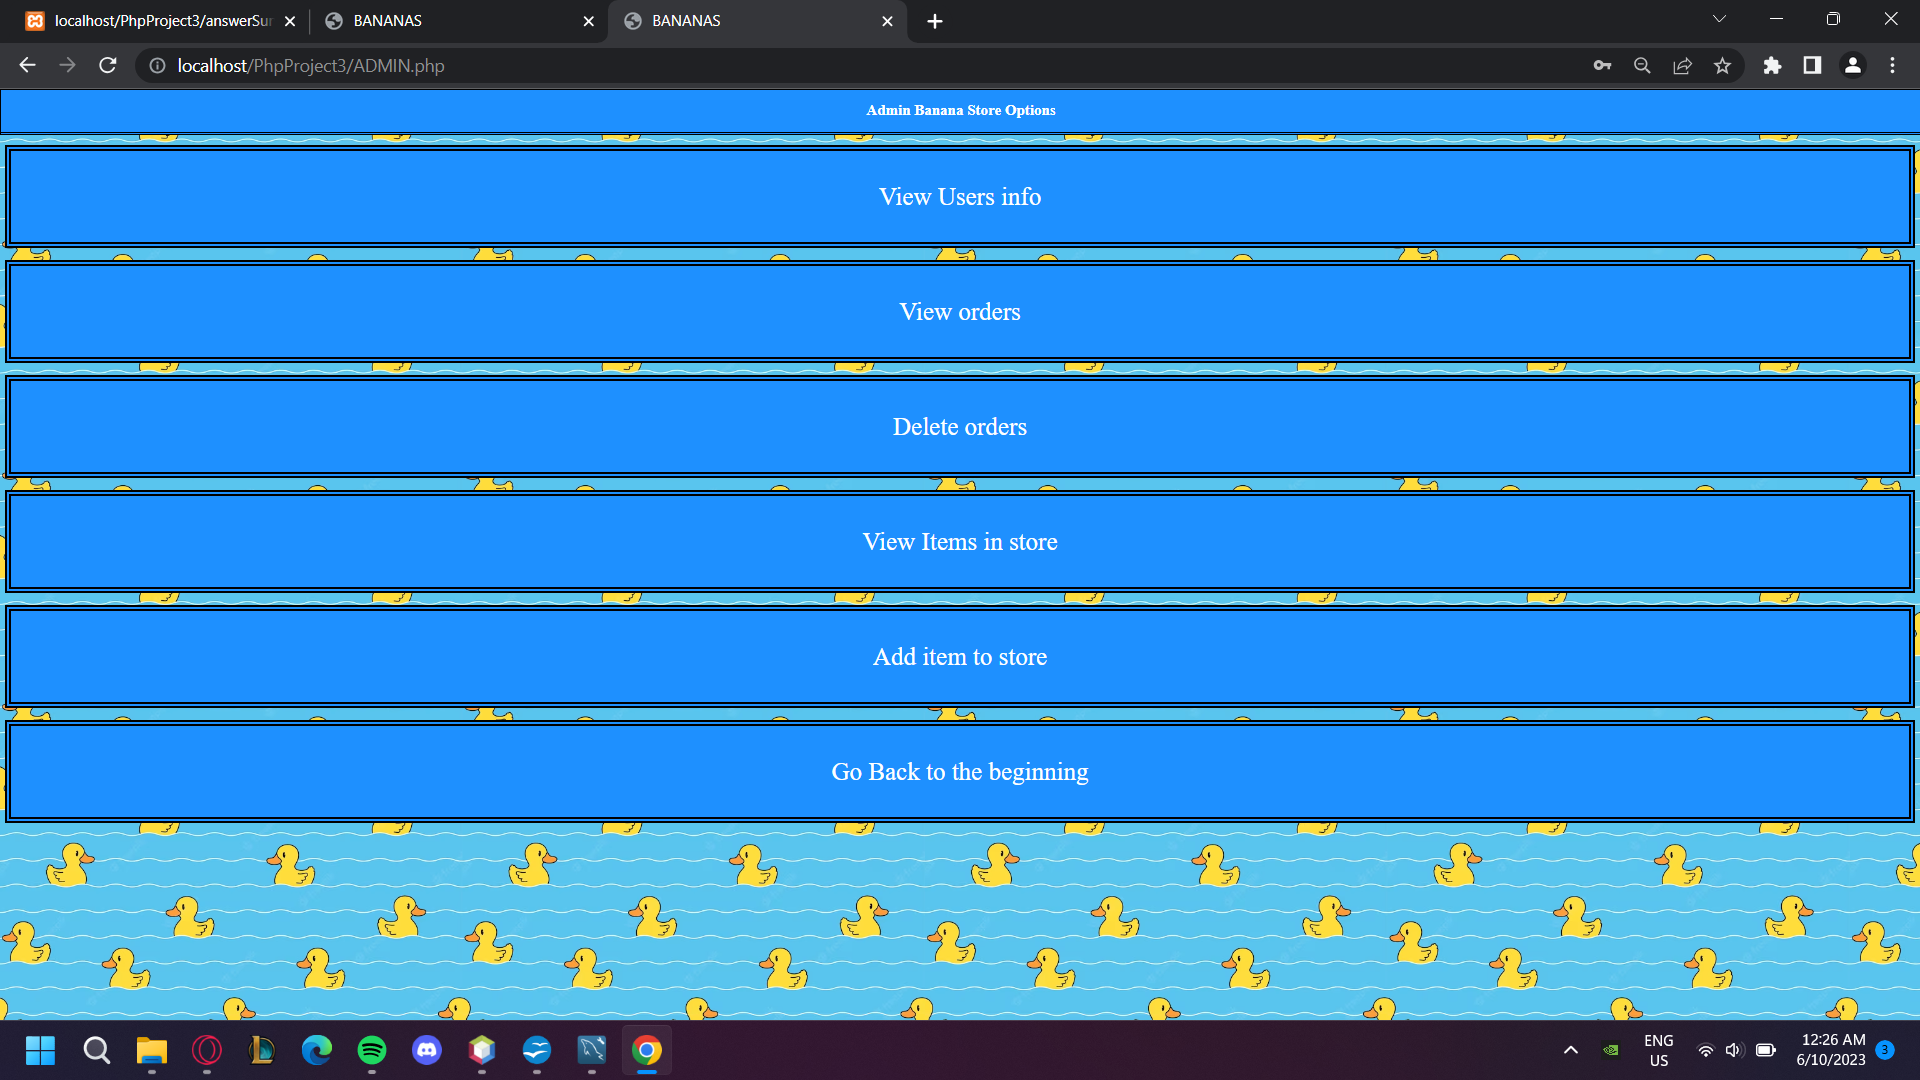 localhost/PhpProject3/answerSur
BANANAS
BANANAS
localhost/PhpProject3/ADMIN.php
Admin Banana Store Options
View Users info
View orders
Delete orders
View Items in store
Add item to store
Go Back to the beginning
ENG
US
12:26 AM
6/10/2023
3